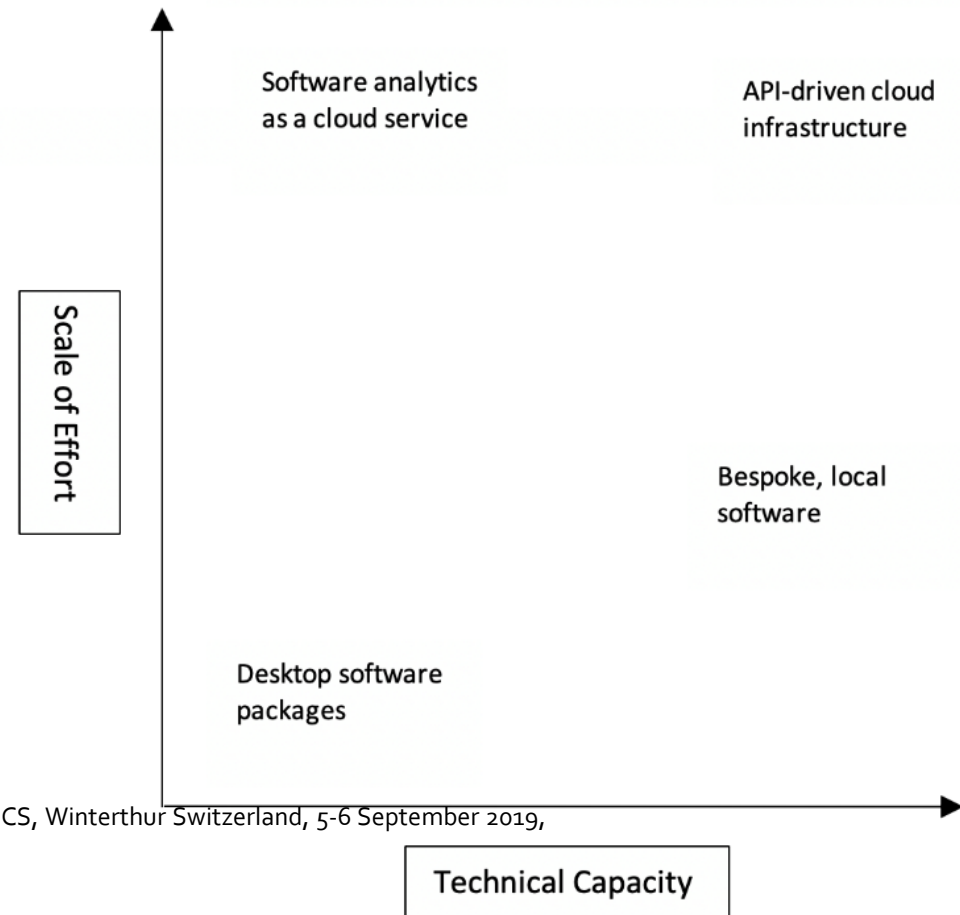 Software analytics
as a cloud service
API-driven cloud
infrastructure
Scale of Effort
Bespoke, local
software
Desktop software
packages
CS, Winterthur Switzerland, 5-6 September 2019,
Technical Capacity